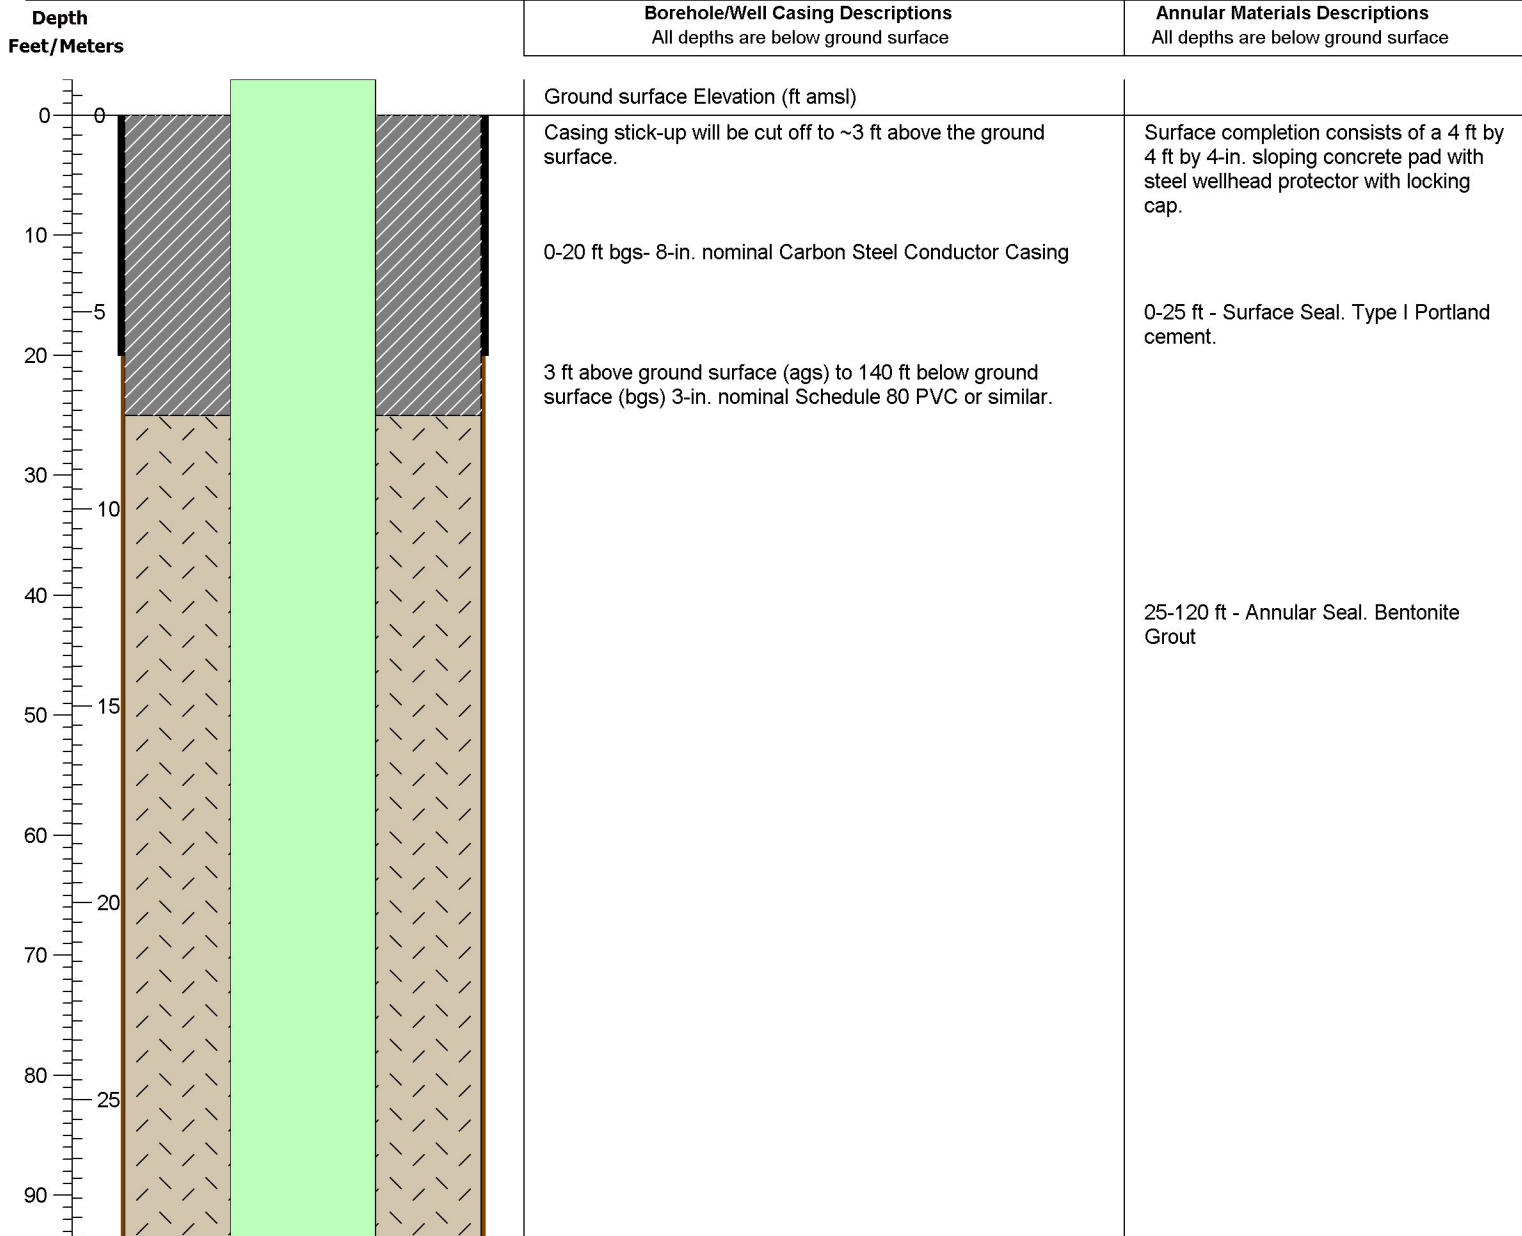 Depth
Feet/Meters
Borehole/Well Casing Descriptions
All depths are below ground surface
Annular Materials Descriptions
All depths are below ground surface
Ground surface Elevation (ft amsl)
0
0
Casing stick-up will be cut off to ~3 ft above the ground
surface.
Surface completion consists of a 4 ft by
4 ft by 4-in. sloping concrete pad with
steel wellhead protector with locking
cap.
10
0-20 ft bgs- 8-in. nominal Carbon Steel Conductor Casing
5
0-25 ft - Surface Seal. Type I Portland
cement.
20
3 ft above ground surface (ags) to 140 ft below ground
surface (bgs) 3-in. nominal Schedule 80 PVC or similar.
30
10
40
25-120 ft - Annular Seal. Bentonite
Grout
15
50
60
20
70
80
25
90